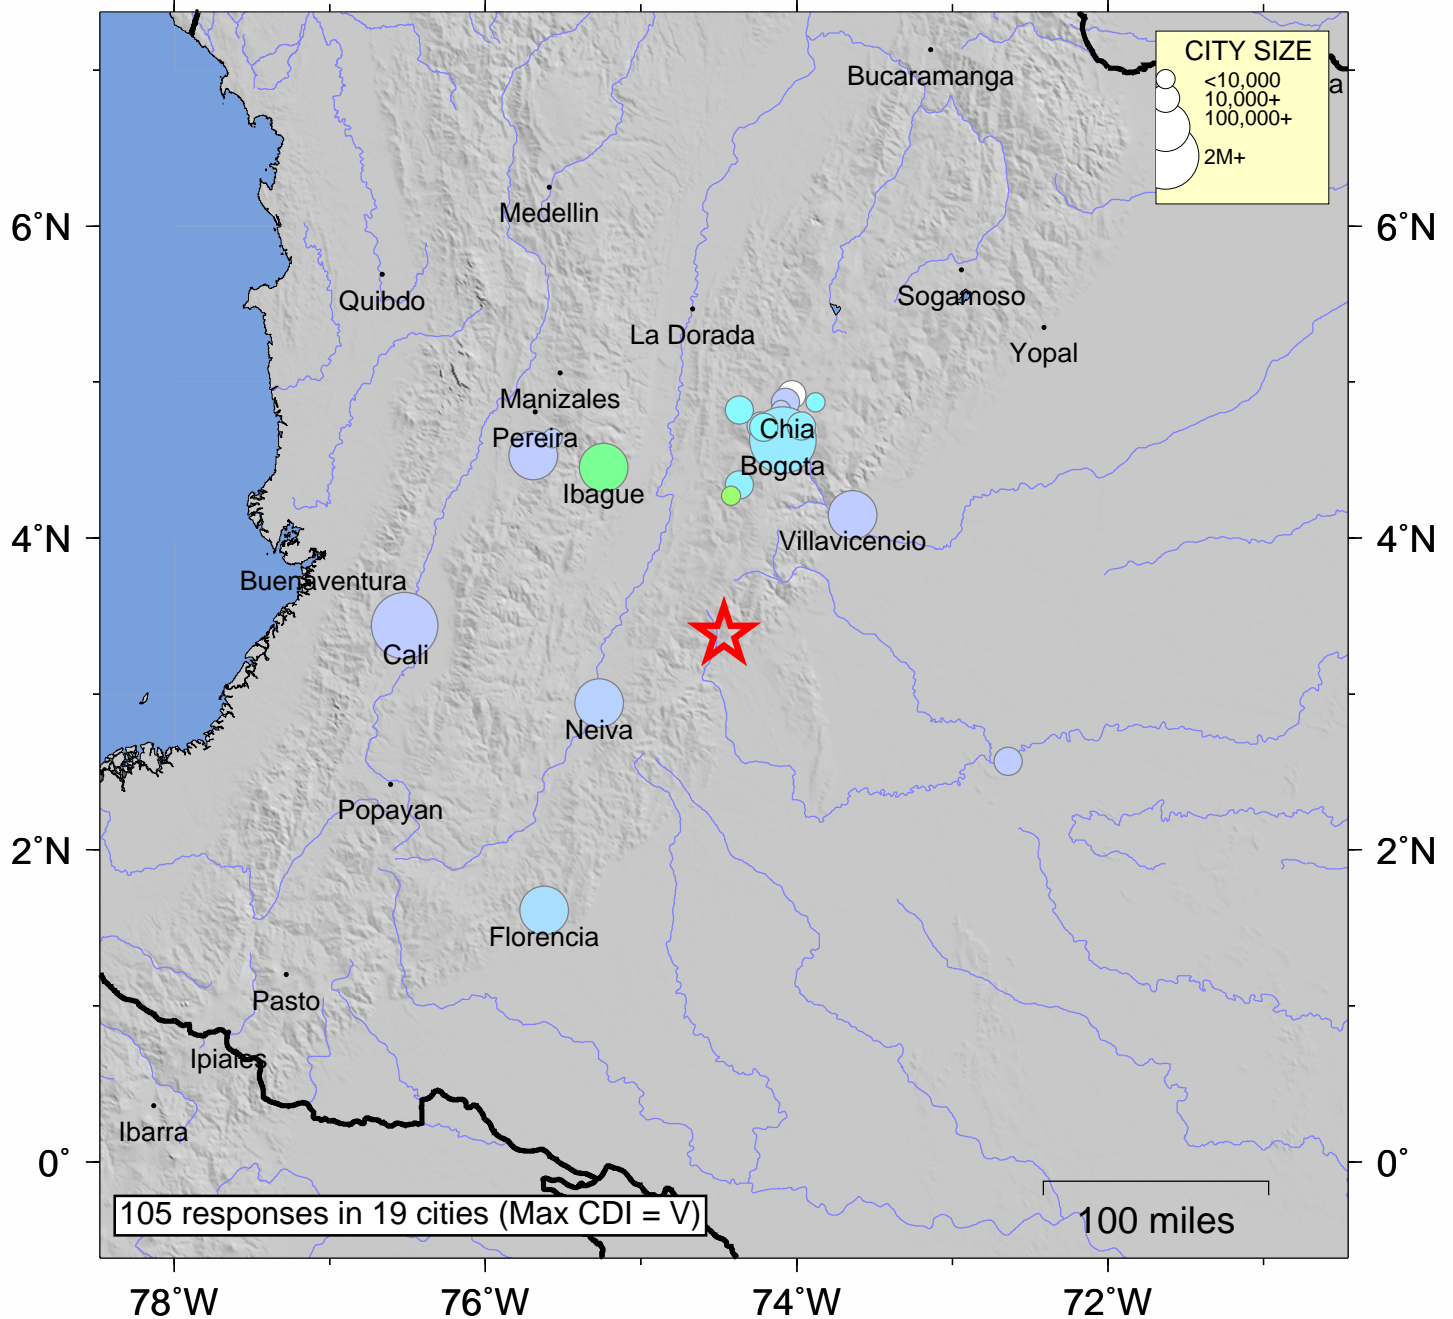 CITY SIZE
<10,000
10,000+
100,000+
2M+
a
Bucaramanga
Medellin
6˚N
6˚N
Quibdo
Sogamoso
La Dorada
Yopal
Manizales
Pereira
Chia
Bogota
Ibague
4˚N
4˚N
Villavicencio
Buenaventura
Cali
Neiva
Popayan
2˚N
2˚N
Florencia
Pasto
Ipiales
Ibarra
0˚
0˚
105 responses in 19 cities (Max CDI = V)
100 miles
78˚W
76˚W
74˚W
72˚W